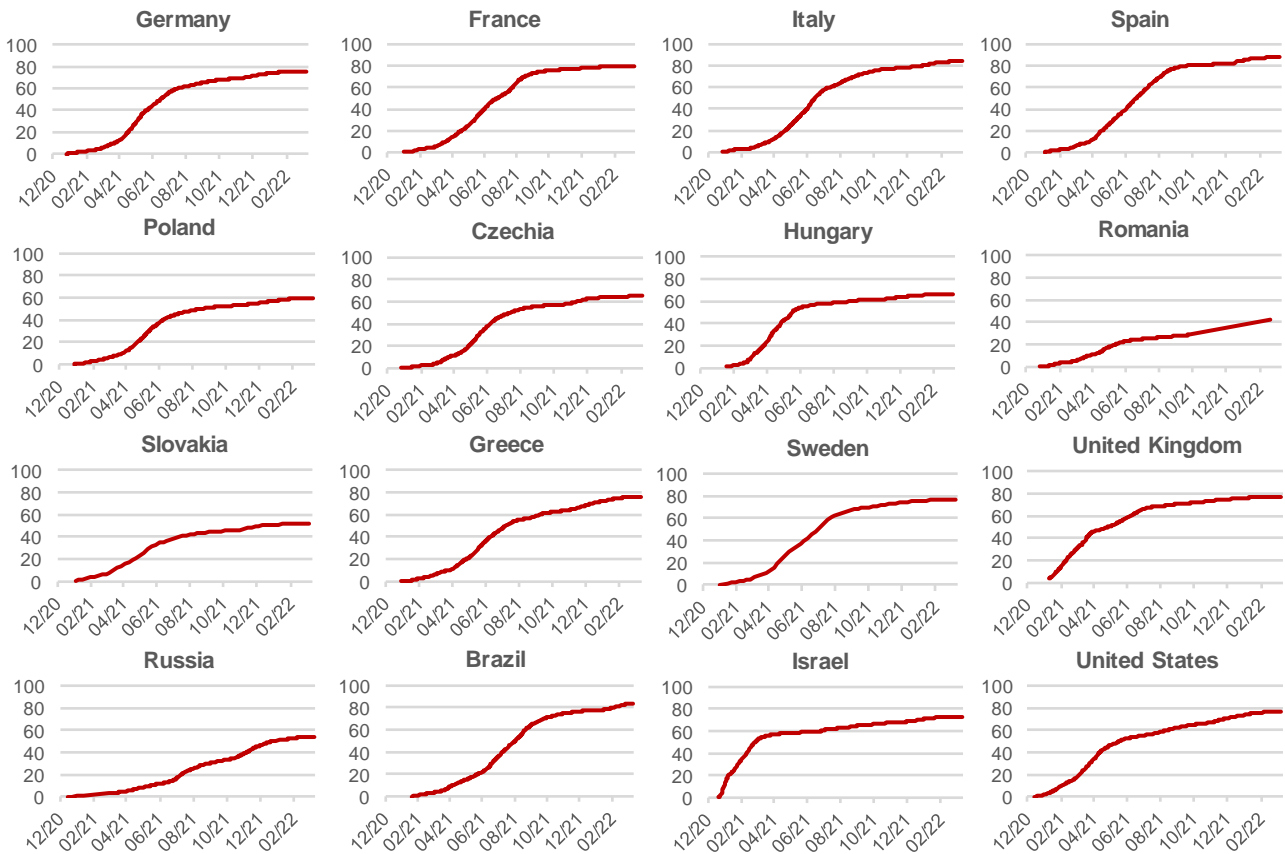 Germany France Italy Spain
100 100 100 100
80 80 80 80
60 60 60 60
40 40 40 40
20 20 20 20
0 0 0 0
12/20 02/21 04/21 06/21 08/21 10/21 12/21 02/22 12/20 02/21 04/21 06/21 08/21 10/21 12/21 02/22 12/20 02/21 04/21 06/21 08/21 10/21 12/21 02/22 12/20 02/21 04/21 06/21 08/21 10/21 12/21 02/22
Poland Czechia Hungary Romania
100 100 100 100
80 80 80 80
60 60 60 60
40 40 40 40
20 20 20 20
0 0 0 0
12/20 02/21 04/21 06/21 08/21 10/21 12/21 02/22 12/20 02/21 04/21 06/21 08/21 10/21 12/21 02/22 12/20 02/21 04/21 06/21 08/21 10/21 12/21 02/22 12/20 02/21 04/21 06/21 08/21 10/21 12/21 02/22
Slovakia Greece Sweden United Kingdom
100 100 100 100
80 80 80 80
60 60 60 60
40 40 40 40
20 20 20 20
0 0 0 0
12/20 02/21 04/21 06/21 08/21 10/21 12/21 02/22 12/20 02/21 04/21 06/21 08/21 10/21 12/21 02/22 12/20 02/21 04/21 06/21 08/21 10/21 12/21 02/22 12/20 02/21 04/21 06/21 08/21 10/21 12/21 02/22
Russia Brazil Israel United States
100 100 100 100
80 80 80 80
60 60 60 60
40 40 40 40
20 20 20 20
0 0 0 0
12/20 02/21 04/21 06/21 08/21 10/21 12/21 02/22 12/20 02/21 04/21 06/21 08/21 10/21 12/21 02/22 12/20 02/21 04/21 06/21 08/21 10/21 12/21 02/22 12/20 02/21 04/21 06/21 08/21 10/21 12/21 02/22